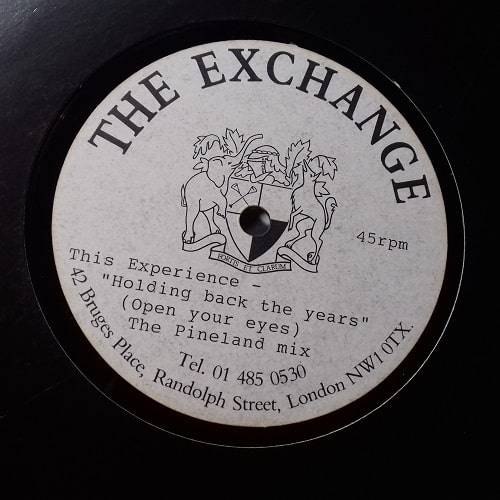 THE EXCHANGE
FORTIS ET CLARUM
45rpm
This Experience -
"Holding back the years"
(Open your eyes)
The Pineland mix
Tel. 01 485 0530
42 Bruges Place, Randolph Street, London NW1 0TX.